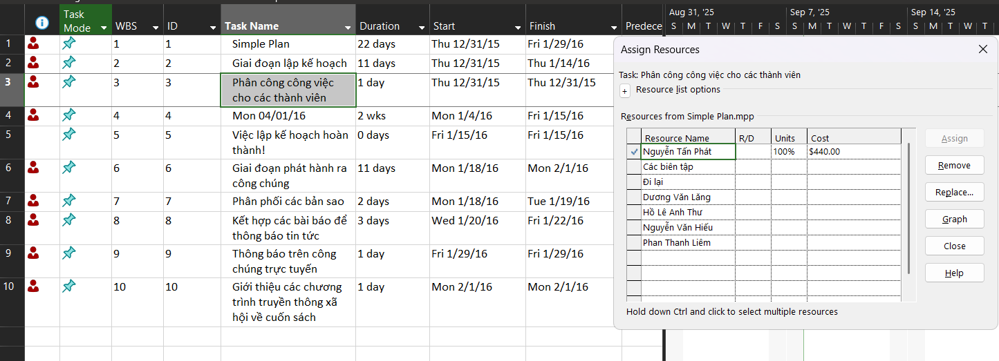 Aug 31, '25 Sep 7, '25 Sep 14, '25
Task Mode WBS ID Task Name Duration Start Finish Predece S M T W T F S S M T W T F S S M T W T
1 1 1 Simple Plan 22 days Thu 12/31/15 Fri 1/29/16
2 2 2 Giai đoạn lập kế hoạch 11 days Thu 12/31/15 Thu 1/14/16
3 3 3 Phân công công việc 1 day Thu 12/31/15 Thu 12/31/15
cho các thành viên
4 4 4 Mon 04/01/16 2 wks Mon 1/4/16 Fri 1/15/16
5 5 5 Việc lập kế hoạch hoàn 0 days Fri 1/15/16 Fri 1/15/16
thành!
6 6 6 Giai đoạn phát hành ra 11 days Mon 1/18/16 Mon 2/1/16
công chúng
7 7 7 Phân phối các bản sao 2 days Mon 1/18/16 Tue 1/19/16
8 8 8 Kết hợp các bài báo để 3 days Wed 1/20/16 Fri 1/22/16
thông báo tin tức
9 9 9 Thông báo trên công 1 day Fri 1/29/16 Fri 1/29/16
chúng trực tuyến
10 10 10 Giới thiệu các chương 1 day Mon 2/1/16 Mon 2/1/16
trình truyền thông xã
hội về cuốn sách
Assign Resources
Task: Phân công công việc cho các thành viên
+ Resource list options
Resources from Simple Plan.mpp
Resource Name R/D Units Cost
Nguyễn Tấn Phát 100% $440.00
Các biên tập
Đi lại
Dương Văn Lăng
Hồ Lê Anh Thư
Nguyễn Văn Hiếu
Phan Thanh Liêm
Assign
Remove
Replace...
Graph
Close
Help
Hold down Ctrl and click to select multiple resources